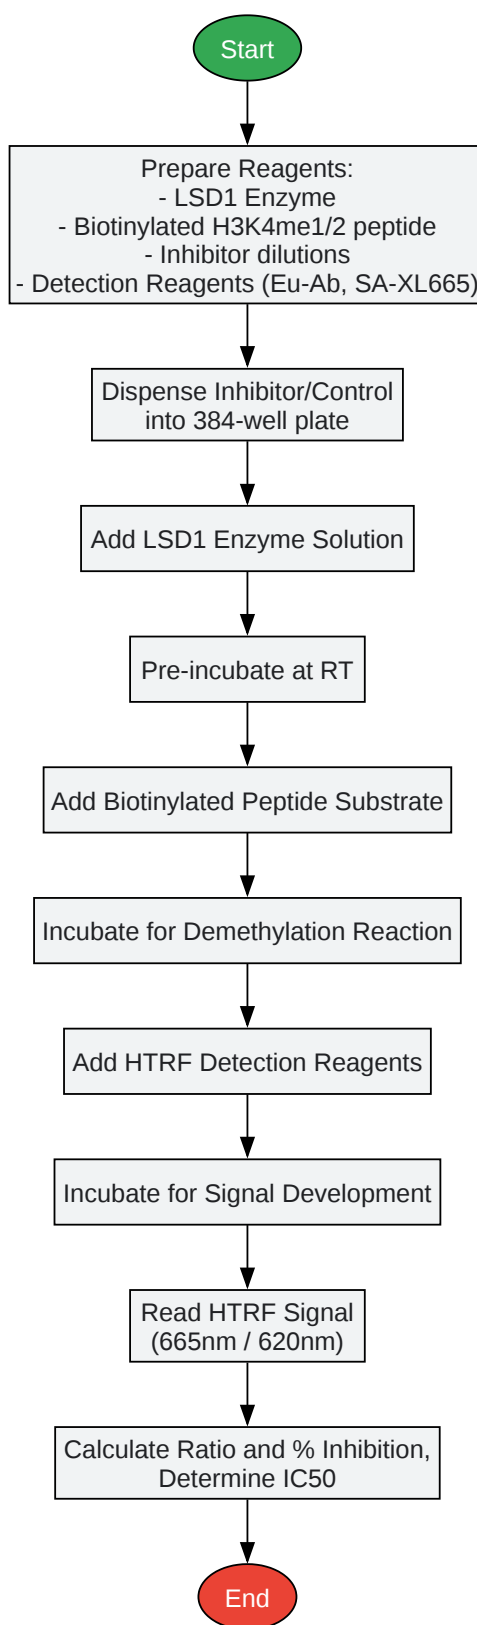 Start
Prepare Reagents:
- LSD1 Enzyme
- Biotinylated H3K4me1/2 peptide
- Inhibitor dilutions
- Detection Reagents (Eu-Ab, SA-XL665)
Dispense Inhibitor/Control
into 384-well plate
Add LSD1 Enzyme Solution
Pre-incubate at RT
Add Biotinylated Peptide Substrate
Incubate for Demethylation Reaction
Add HTRF Detection Reagents
Incubate for Signal Development
Read HTRF Signal
(665nm / 620nm)
Calculate Ratio and % Inhibition,
Determine IC50
End